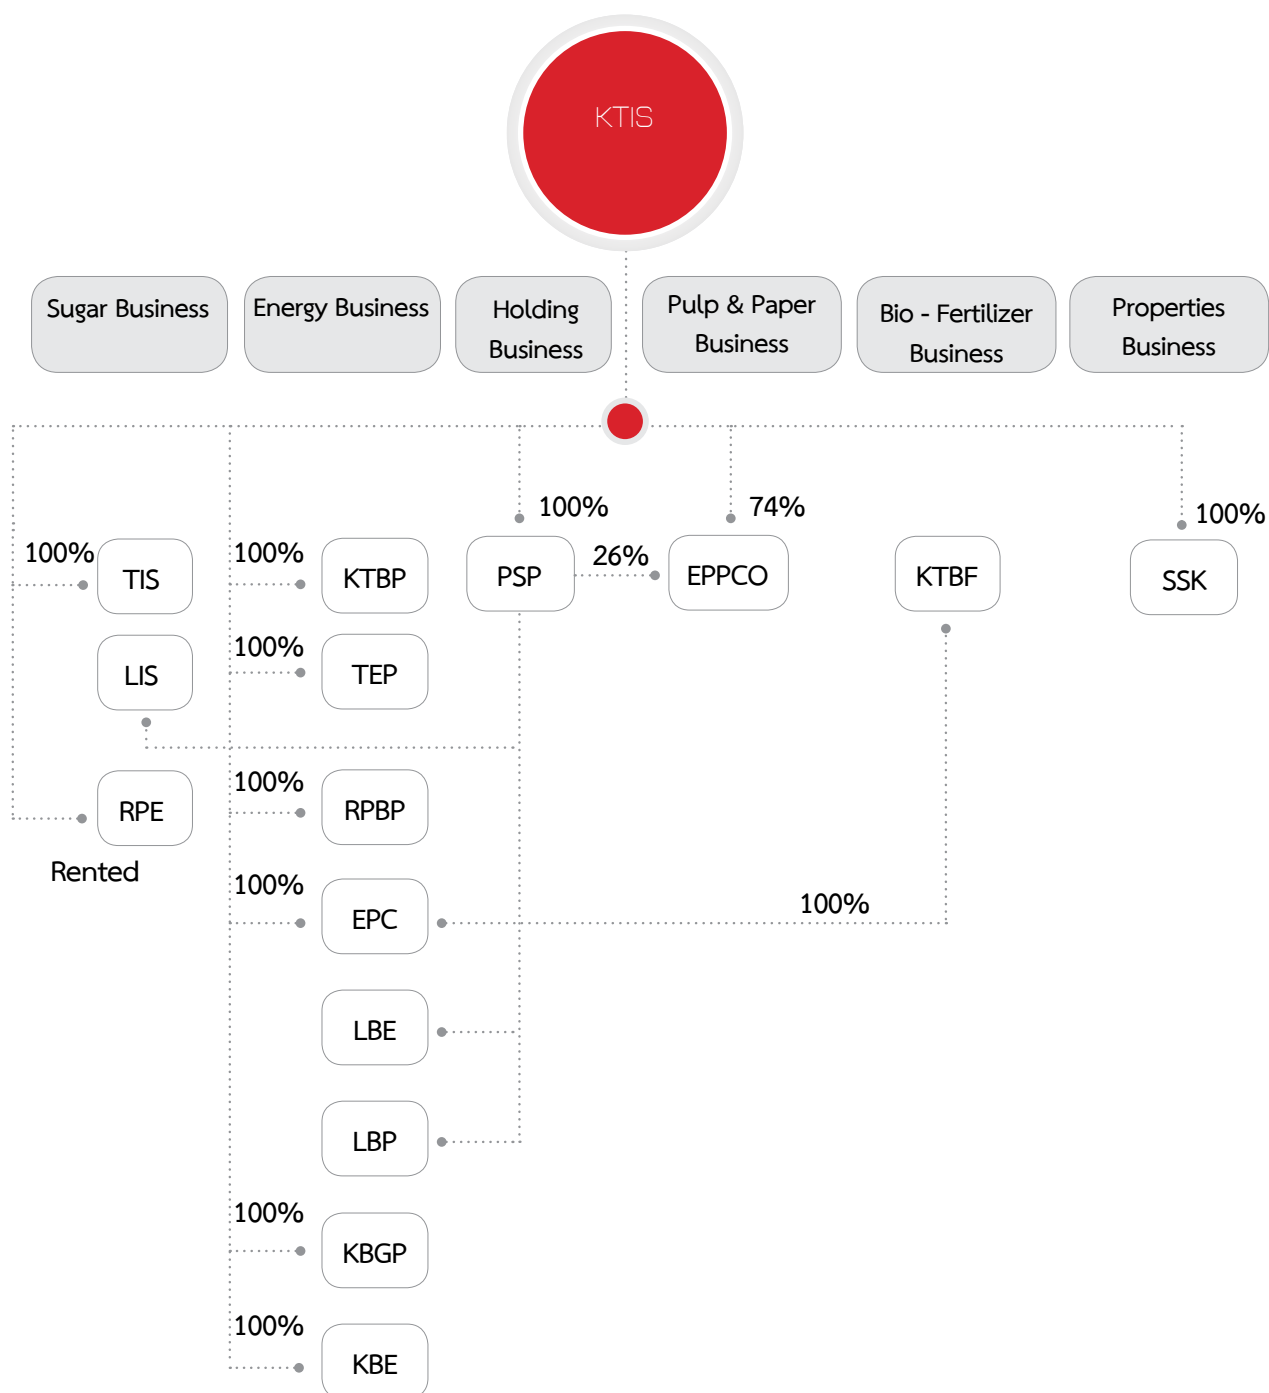 KTIS
Sugar Business
Energy Business
Holding
Business
Pulp & Paper
Business
Bio - Fertilizer
Business
Properties
Business
100%
74%
100%
100%
100%
26%
TIS
KTBP
PSP
EPPCO
KTBF
SSK
100%
LIS
TEP
100%
RPE
RPBP
Rented
100%
100%
EPC
LBE
LBP
100%
KBGP
100%
KBE